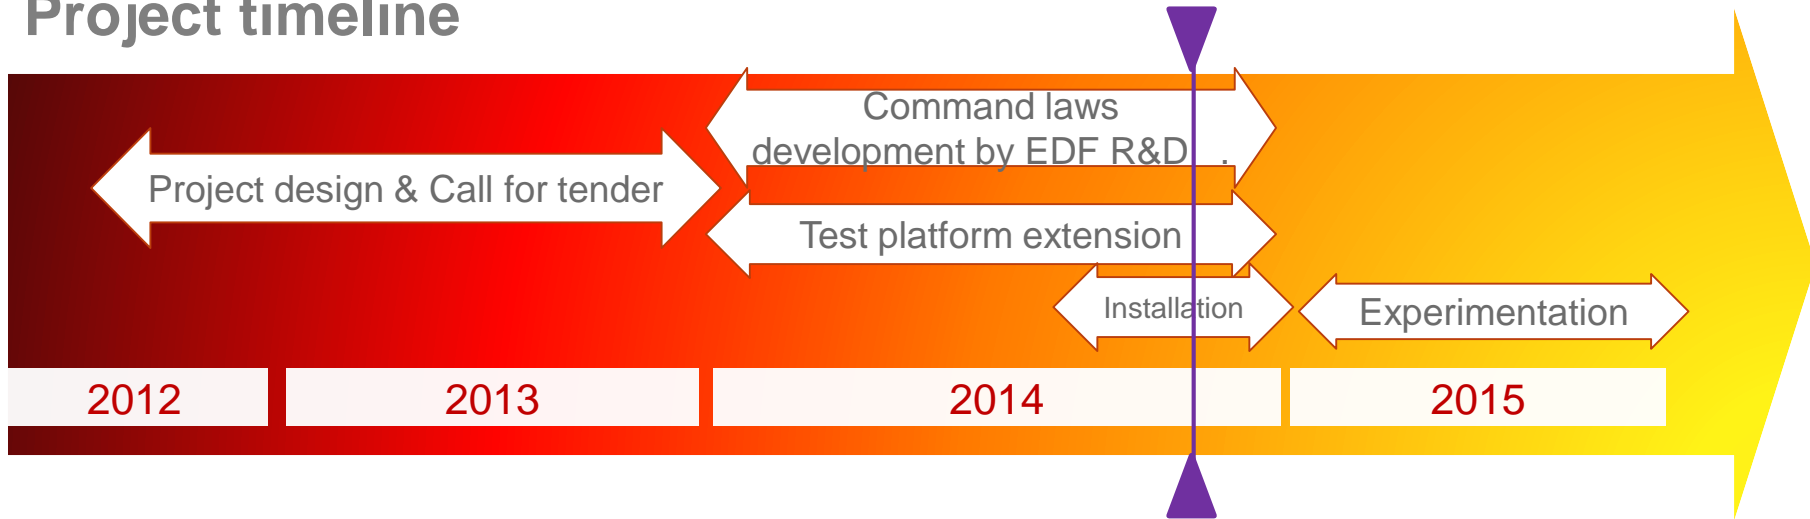 Project timeline
Command laws
development by EDF R&D .
Project design & Call for tender
Test platform extension
Installation
Experimentation
2012
2013
2014
2015